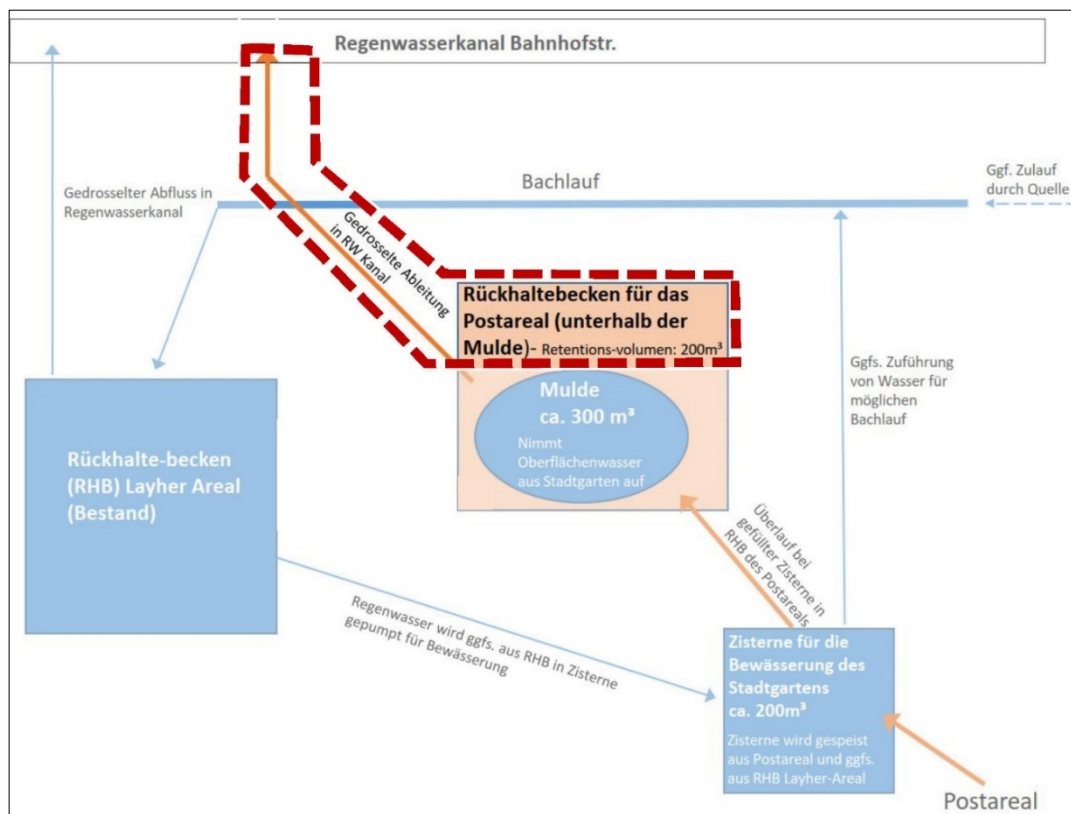 Regenwasserkanal Bahnhofstr.
Gedrosselter Abfluss in
Regenwasserkanal
Bachlauf
Ggf. Zulauf
durch Quelle
Gedrosselte Ableitung
in RW Kanal
Rückhaltebecken für das
Postareal (unterhalb der
Mulde)- Retentions-volumen: 200m³
Mulde
ca. 300 m³
Nimmt
Oberflächenwasser
aus Stadtgarten auf
Ggfs. Zuführung
von Wasser für
möglichen
Bachlauf
Rückhalte-becken
(RHB) Layher Areal
(Bestand)
Überlauf bei
gefüllter Zisterne in
RHB des Postareals
Regenwasser wird ggfs. aus RHB in Zisterne
gepumpt für Bewässerung
Zisterne für die
Bewässerung des
Stadtgartens
ca. 200m³
Zisterne wird gespeist
aus Postareal und ggfs.
aus RHB Layher-Areal
Postareal